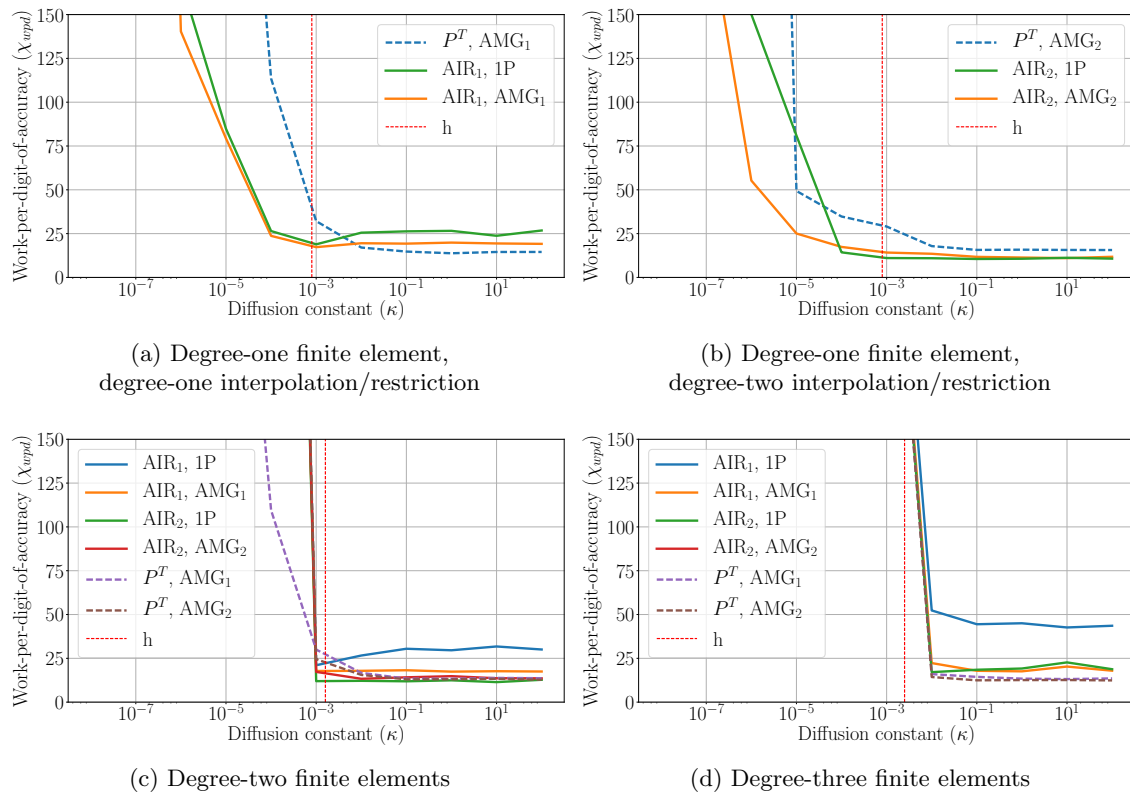 Work-per-digit-of-accuracy (χ_wpd)
150
125
100
75
50
25
0
P^T, AMG₁
AIR₁, 1P
AIR₁, AMG₁
h
10⁻⁷ 10⁻⁵ 10⁻³ 10⁻¹ 10¹
Diffusion constant (κ)
(a) Degree-one finite element,
degree-one interpolation/restriction
Work-per-digit-of-accuracy (χ_wpd)
150
125
100
75
50
25
0
P^T, AMG₂
AIR₂, 1P
AIR₂, AMG₂
h
10⁻⁷ 10⁻⁵ 10⁻³ 10⁻¹ 10¹
Diffusion constant (κ)
(b) Degree-one finite element,
degree-two interpolation/restriction
Work-per-digit-of-accuracy (χ_wpd)
150
125
100
75
50
25
0
AIR₁, 1P
AIR₁, AMG₁
AIR₂, 1P
AIR₂, AMG₂
P^T, AMG₁
P^T, AMG₂
h
10⁻⁷ 10⁻⁵ 10⁻³ 10⁻¹ 10¹
Diffusion constant (κ)
(c) Degree-two finite elements
Work-per-digit-of-accuracy (χ_wpd)
150
125
100
75
50
25
0
AIR₁, 1P
AIR₁, AMG₁
AIR₂, 1P
AIR₂, AMG₂
P^T, AMG₁
P^T, AMG₂
h
10⁻⁷ 10⁻⁵ 10⁻³ 10⁻¹ 10¹
Diffusion constant (κ)
(d) Degree-three finite elements